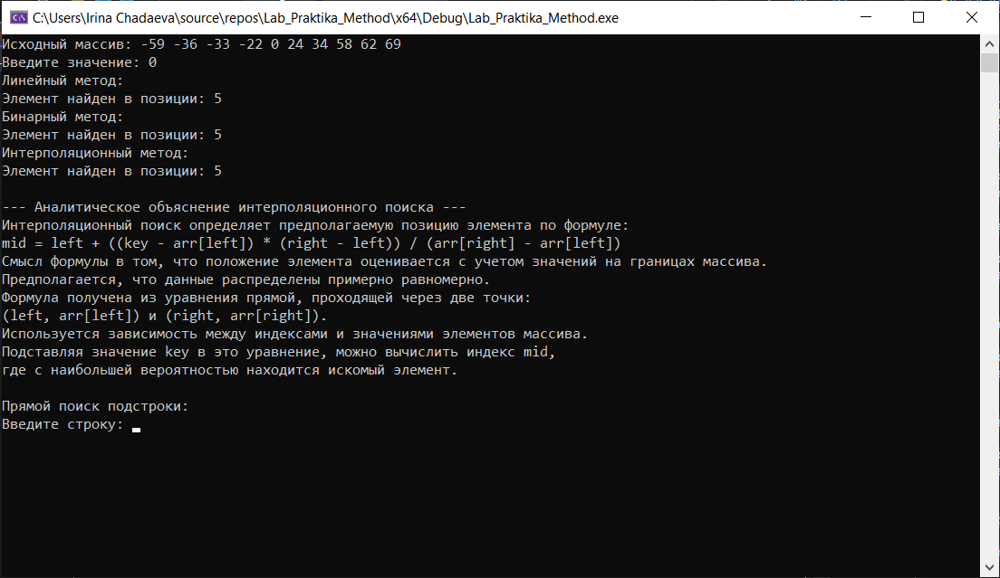 C:\Users\Irina Chadaeva\source\repos\Lab_Praktika_Method\x64\Debug\Lab_Praktika_Method.exe
Исходный массив: -59 -36 -33 -22 0 24 34 58 62 69
Введите значение: 0
Линейный метод:
Элемент найден в позиции: 5
Бинарный метод:
Элемент найден в позиции: 5
Интерполяционный метод:
Элемент найден в позиции: 5
--- Аналитическое объяснение интерполяционного поиска ---
Интерполяционный поиск определяет предполагаемую позицию элемента по формуле:
mid = left + ((key - arr[left]) * (right - left)) / (arr[right] - arr[left])
Смысл формулы в том, что положение элемента оценивается с учетом значений на границах массива.
Предполагается, что данные распределены примерно равномерно.
Формула получена из уравнения прямой, проходящей через две точки:
(left, arr[left]) и (right, arr[right]).
Используется зависимость между индексами и значениями элементов массива.
Подставляя значение key в это уравнение, можно вычислить индекс mid,
где с наибольшей вероятностью находится искомый элемент.
Прямой поиск подстроки:
Введите строку: